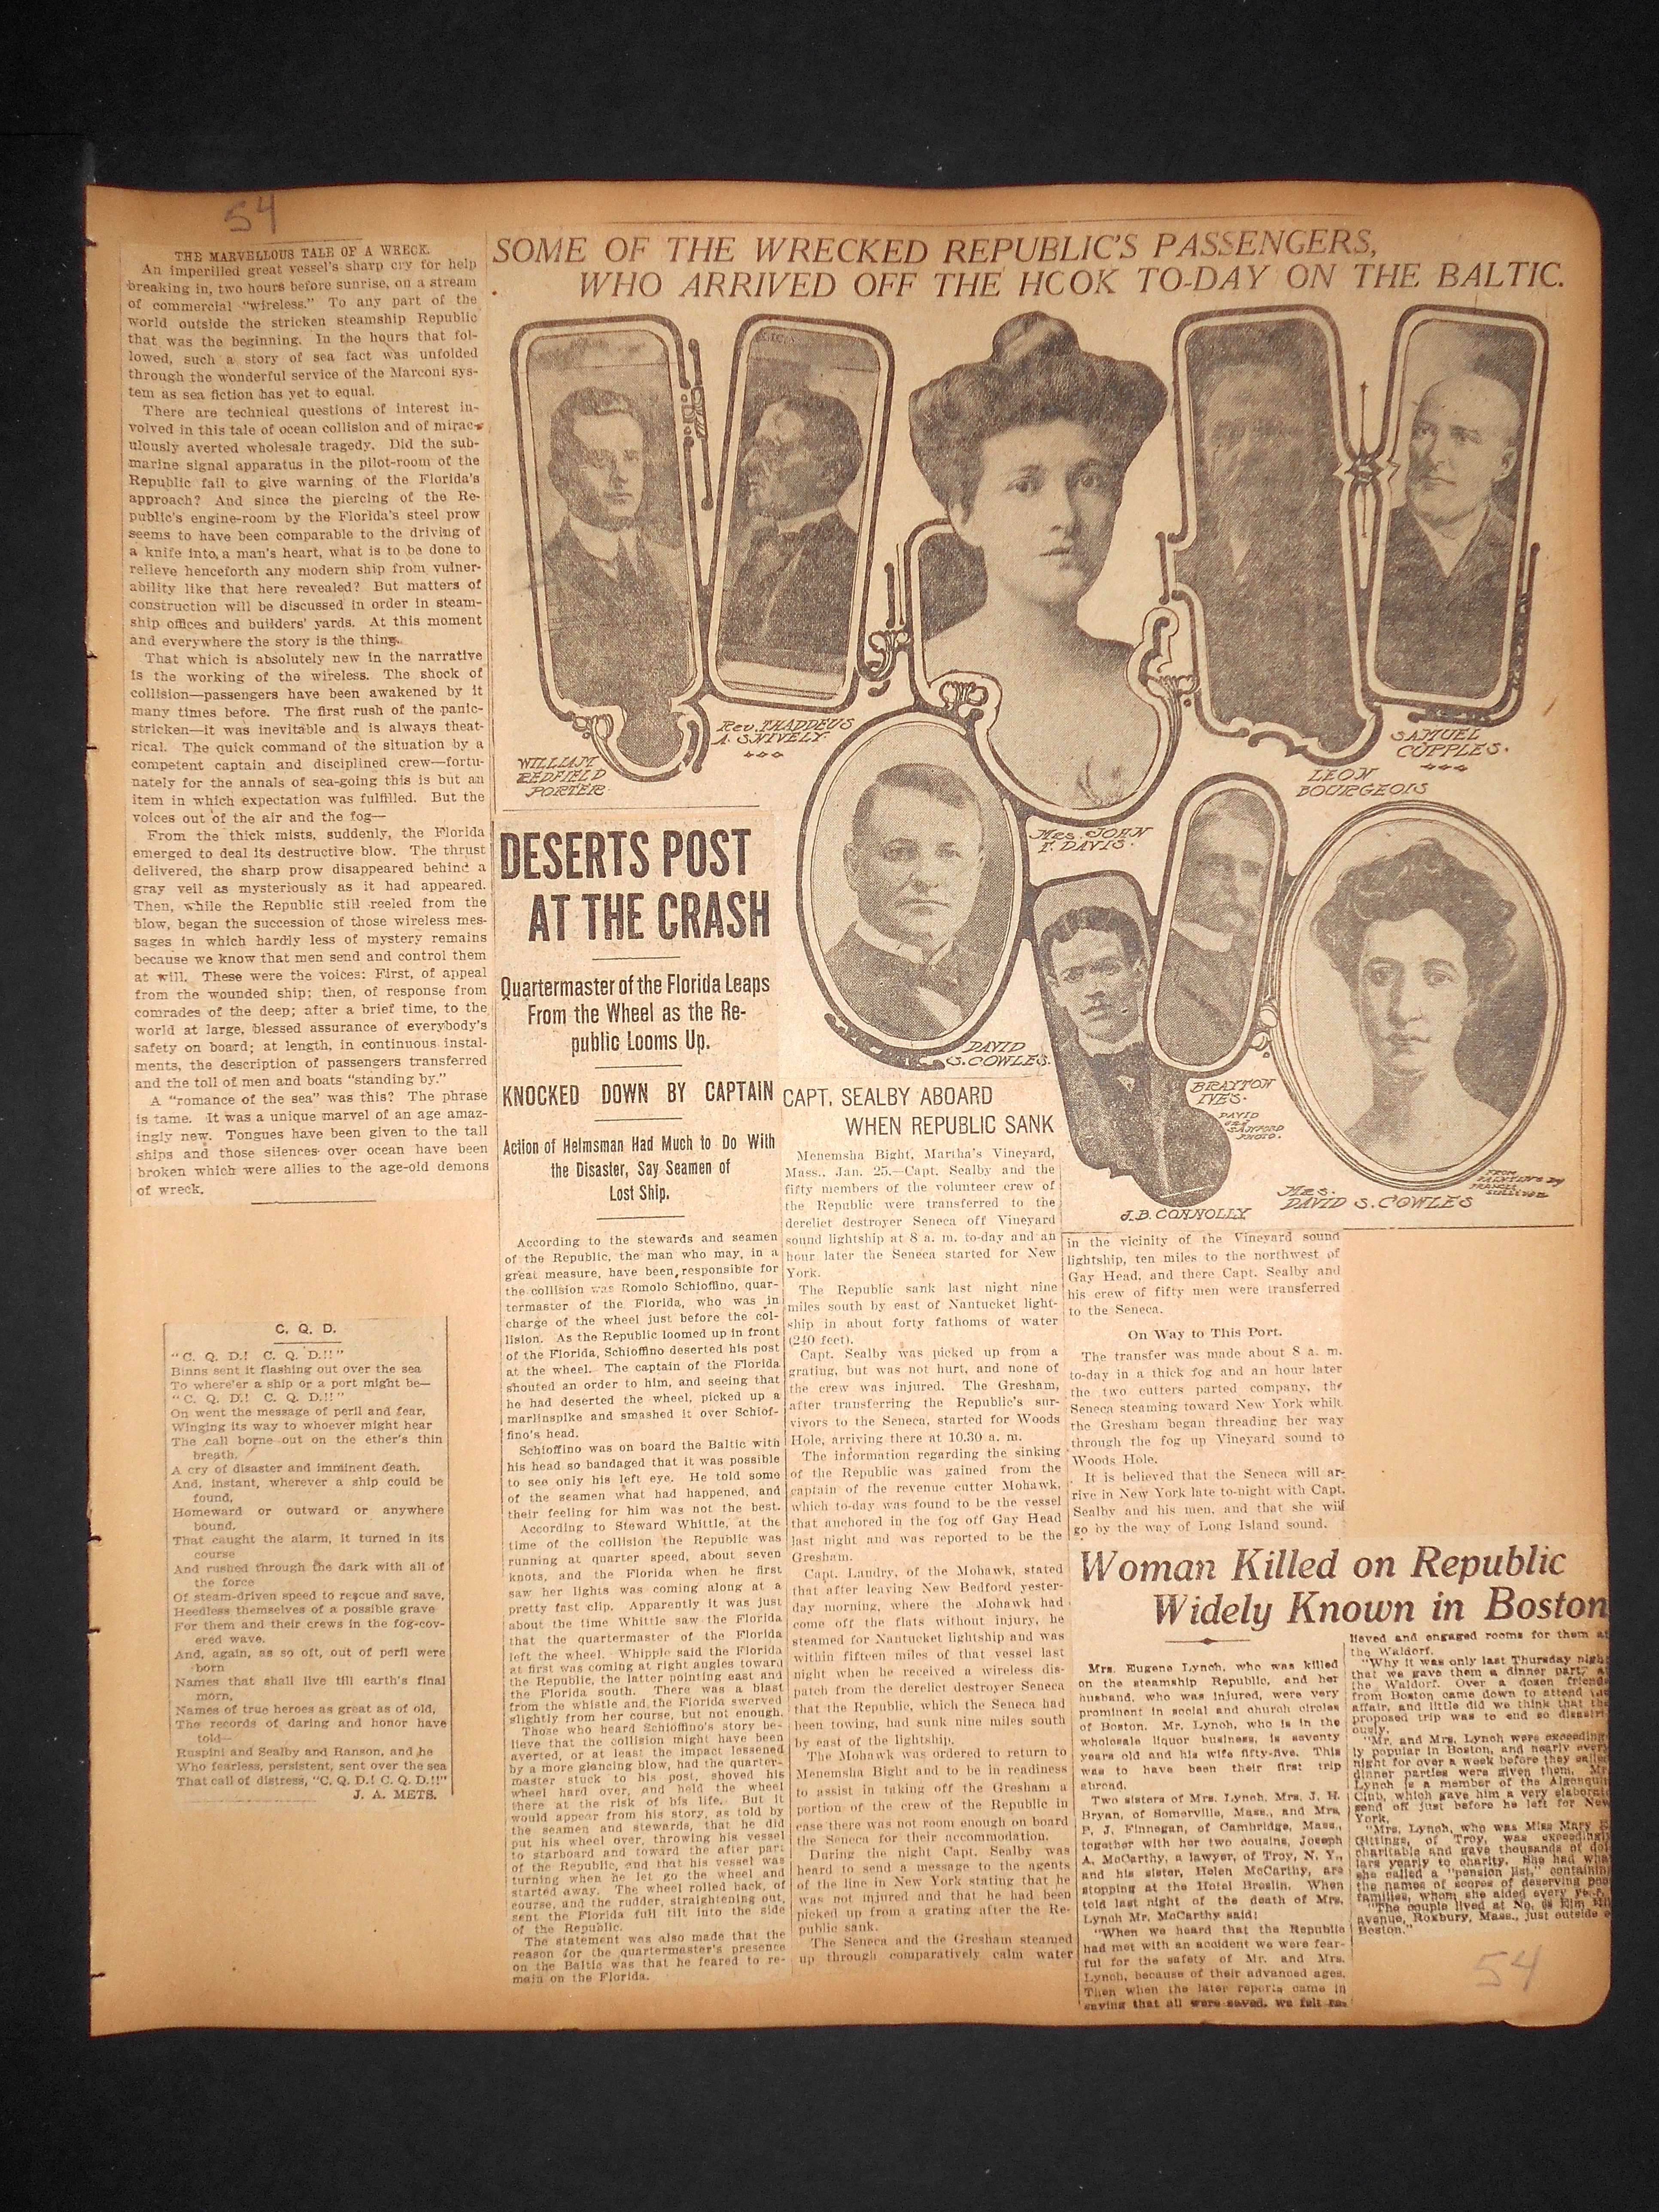 54
THE MARVELLOUS TALE OF A WRECK.
An imperilled great vessel's sharp cry for help
breaking in, two hours before sunrise, on a stream
of commercial "wireless." To any part of the
world outside the stricken steamship Republic
that was the beginning. In the hours that fol-
lowed, such a story of sea fact was unfolded
through the wonderful service of the Marconi sys-
tem as sea fiction has yet to equal.
There are technical questions of interest in-
volved in this tale of ocean collision and of mirac-
ulously averted wholesale tragedy. Did the sub-
marine signal apparatus in the pilot-room of the
Republic fail to give warning of the Florida's
approach? And since the piercing of the Re-
public's engine-room by the Florida's steel prow
seems to have been comparable to the driving of
a knife into a man's heart, what is to be done to
relieve henceforth any modern ship from vulner-
ability like that here revealed? But matters of
construction will be discussed in order in steam-
ship offices and builders' yards. At this moment
and everywhere the story is the thing.
That which is absolutely new in the narrative
is the working of the wireless. The shock of
collision—passengers have been awakened by it
many times before. The first rush of the panic-
stricken—it was inevitable and is always theat-
rical. The quick command of the situation by a
competent captain and disciplined crew—fortu-
nately for the annals of sea-going this is but an
item in which expectation was fulfilled. But the
voices out of the air and the fog—
From the thick mists, suddenly, the Florida
emerged to deal its destructive blow. The thrust
delivered, the sharp prow disappeared behind a
gray veil as mysteriously as it had appeared.
Then, while the Republic still reeled from the
blow, began the succession of those wireless mes-
sages in which hardly less of mystery remains
because we know that men send and control them
at will. These were the voices: First, of appeal
from the wounded ship; then, of response from
comrades of the deep; after a brief time, to the
world at large, blessed assurance of everybody's
safety on board; at length, in continuous instal-
ments, the description of passengers transferred
and the toll of men and boats "standing by."
A "romance of the sea" was this? The phrase
is tame. It was a unique marvel of an age amaz-
ingly new. Tongues have been given to the tall
ships and those silences over ocean have been
broken which were allies to the age-old demons
of wreck.
C. Q. D.
"C. Q. D.! C. Q. D.!!"
Binns sent it flashing out over the sea
To where'er a ship or a port might be—
"C. Q. D.! C. Q. D.!!"
On went the message of peril and fear,
Winging its way to whoever might hear
The call borne out on the ether's thin
breath,
A cry of disaster and imminent death.
And, instant, wherever a ship could be
found,
Homeward or outward or anywhere
bound,
That caught the alarm, it turned in its
course
And rushed through the dark with all of
the force
Of steam-driven speed to rescue and save,
Heedless themselves of a possible grave
For them and their crews in the fog-cov-
ered wave.
And, again, as so oft, out of peril were
born
Names that shall live till earth's final
morn,
Names of true heroes as great as of old,
The records of daring and honor have
told—
Ruspini and Sealby and Ranson, and he
Who fearless, persistent, sent over the sea
That call of distress, "C. Q. D.! C. Q. D.!!"
J. A. METS.
SOME OF THE WRECKED REPUBLIC'S PASSENGERS,
WHO ARRIVED OFF THE HOOK TO-DAY ON THE BALTIC.
WILLIAM
REDFIELD
PORTER
Rev. THADDEUS
A. SNIVELY.
Mrs. JOHN
T. DAVIS.
LEON
BOURGEOIS
SAMUEL
CUPPLES.
DAVID
S. COWLES.
J.B. CONNOLLY
BRAYTON
IVES.
DAVID
and
SANFORD
PHOTO.
Mrs.
DAVID S. COWLES
FROM
PAINTING By
FRANCES
SULLIVAN
DESERTS POST
AT THE CRASH
Quartermaster of the Florida Leaps
From the Wheel as the Re-
public Looms Up.
KNOCKED DOWN BY CAPTAIN
Action of Helmsman Had Much to Do With
the Disaster, Say Seamen of
Lost Ship.
According to the stewards and seamen
of the Republic, the man who may, in a
great measure, have been responsible for
the collision was Romolo Schioffino, quar-
termaster of the Florida, who was in
charge of the wheel just before the col-
lision. As the Republic loomed up in front
of the Florida, Schioffino deserted his post
at the wheel. The captain of the Florida
shouted an order to him, and seeing that
he had deserted the wheel, picked up a
marlinspike and smashed it over Schiof-
fino's head.
Schioffino was on board the Baltic with
his head so bandaged that it was possible
to see only his left eye. He told some
of the seamen what had happened, and
their feeling for him was not the best.
According to Steward Whittle, at the
time of the collision the Republic was
running at quarter speed, about seven
knots, and the Florida when he first
saw her lights was coming along at a
pretty fast clip. Apparently it was just
about the time Whittle saw the Florida
that the quartermaster of the Florida
left the wheel. Whipple said the Florida
at first was coming at right angles toward
the Republic, the latter pointing east and
the Florida south. There was a blast
from the whistle and the Florida swerved
slightly from her course, but not enough.
Those who heard Schioffino's story be-
lieve that the collision might have been
averted, or at least the impact lessened
by a more glancing blow, had the quarter-
master stuck to his post, shoved his
wheel hard over, and held the wheel
there at the risk of his life. But it
would appear from his story, as told by
the seamen and stewards, that he did
put his wheel over, throwing his vessel
to starboard and toward the after part
of the Republic, and that his vessel was
turning when he let go the wheel and
started away. The wheel rolled back, of
course, and the rudder, straightening out,
sent the Florida full tilt into the side
of the Republic.
The statement was also made that the
reason for the quartermaster's presence
on the Baltic was that he feared to re-
main on the Florida.
CAPT. SEALBY ABOARD
WHEN REPUBLIC SANK
Menemsha Bight, Martha's Vineyard,
Mass., Jan. 25.—Capt. Sealby and the
fifty members of the volunteer crew of
the Republic were transferred to the
derelict destroyer Seneca off Vineyard
sound lightship at 8 a. m. to-day and an
hour later the Seneca started for New
York.
The Republic sank last night nine
miles south by east of Nantucket light-
ship in about forty fathoms of water
(240 feet).
Capt. Sealby was picked up from a
grating, but was not hurt, and none of
the crew was injured. The Gresham,
after transferring the Republic's sur-
vivors to the Seneca, started for Woods
Hole, arriving there at 10.30 a. m.
The information regarding the sinking
of the Republic was gained from the
captain of the revenue cutter Mohawk,
which to-day was found to be the vessel
that anchored in the fog off Gay Head
last night and was reported to be the
Gresham.
Capt. Landry, of the Mohawk, stated
that after leaving New Bedford yester-
day morning, where the Mohawk had
come off the flats without injury, he
steamed for Nantucket lightship and was
within fifteen miles of that vessel last
night when he received a wireless dis-
patch from the derelict destroyer Seneca
that the Republic, which the Seneca had
been towing, had sunk nine miles south
by east of the lightship.
The Mohawk was ordered to return to
Menemsha Bight and to be in readiness
to assist in taking off the Gresham a
portion of the crew of the Republic in
case there was not room enough on board
the Seneca for their accommodation.
During the night Capt. Sealby was
heard to send a message to the agents
of the line in New York stating that he
was not injured and that he had been
picked up from a grating after the Re-
public sank.
The Seneca and the Gresham steamed
up through comparatively calm water
in the vicinity of the Vineyard sound
lightship, ten miles to the northwest of
Gay Head, and there Capt. Sealby and
his crew of fifty men were transferred
to the Seneca.
On Way to This Port.
The transfer was made about 8 a. m.
to-day in a thick fog and an hour later
the two cutters parted company, the
Seneca steaming toward New York while
the Gresham began threading her way
through the fog up Vineyard sound to
Woods Hole.
It is believed that the Seneca will ar-
rive in New York late to-night with Capt.
Sealby and his men, and that she will
go by the way of Long Island sound.
Woman Killed on Republic
Widely Known in Boston
Mrs. Eugene Lynch, who was killed
on the steamship Republic, and her
husband, who was injured, were very
prominent in social and church circles
of Boston. Mr. Lynch, who is in the
wholesale liquor business, is seventy
years old and his wife fifty-five. This
was to have been their first trip
abroad.
Two sisters of Mrs. Lynch, Mrs. J. H.
Bryan, of Somerville, Mass., and Mrs.
P. J. Finnegan, of Cambridge, Mass.,
together with her two cousins, Joseph
A. McCarthy, a lawyer, of Troy, N. Y.,
and his sister, Helen McCarthy, are
stopping at the Hotel Breslin. When
told last night of the death of Mrs.
Lynch Mr. McCarthy said:
"When we heard that the Republic
had met with an accident we were fear-
ful for the safety of Mr. and Mrs.
Lynch, because of their advanced ages.
Then when the later reports came in
saying that all were saved, we felt re-
lieved and engaged rooms for them at
the Waldorf.
"Why it was only last Thursday night
that we gave them a dinner party at
the Waldorf. Over a dozen friends
from Boston came down to attend the
affair, and little did we think that the
proposed trip was to end so disastri-
ously.
"Mr. and Mrs. Lynch were exceeding-
ly popular in Boston, and nearly every
night for over a week before they sailed
dinner parties were given them. Mr.
Lynch is a member of the Algonquin
Club, which gave him a very elaborate
send off just before he left for New
York.
"Mrs. Lynch, who was Miss Mary
Gittings, of Troy, was exceedingly
charitable and gave thousands of dol-
lars yearly to charity. She had what
she called a "pension list," containing
the names of scores of deserving poor
families, whom she aided every year.
"The couple lived at No. Elm Hill
avenue, Roxbury, Mass., just outside
Boston."
54